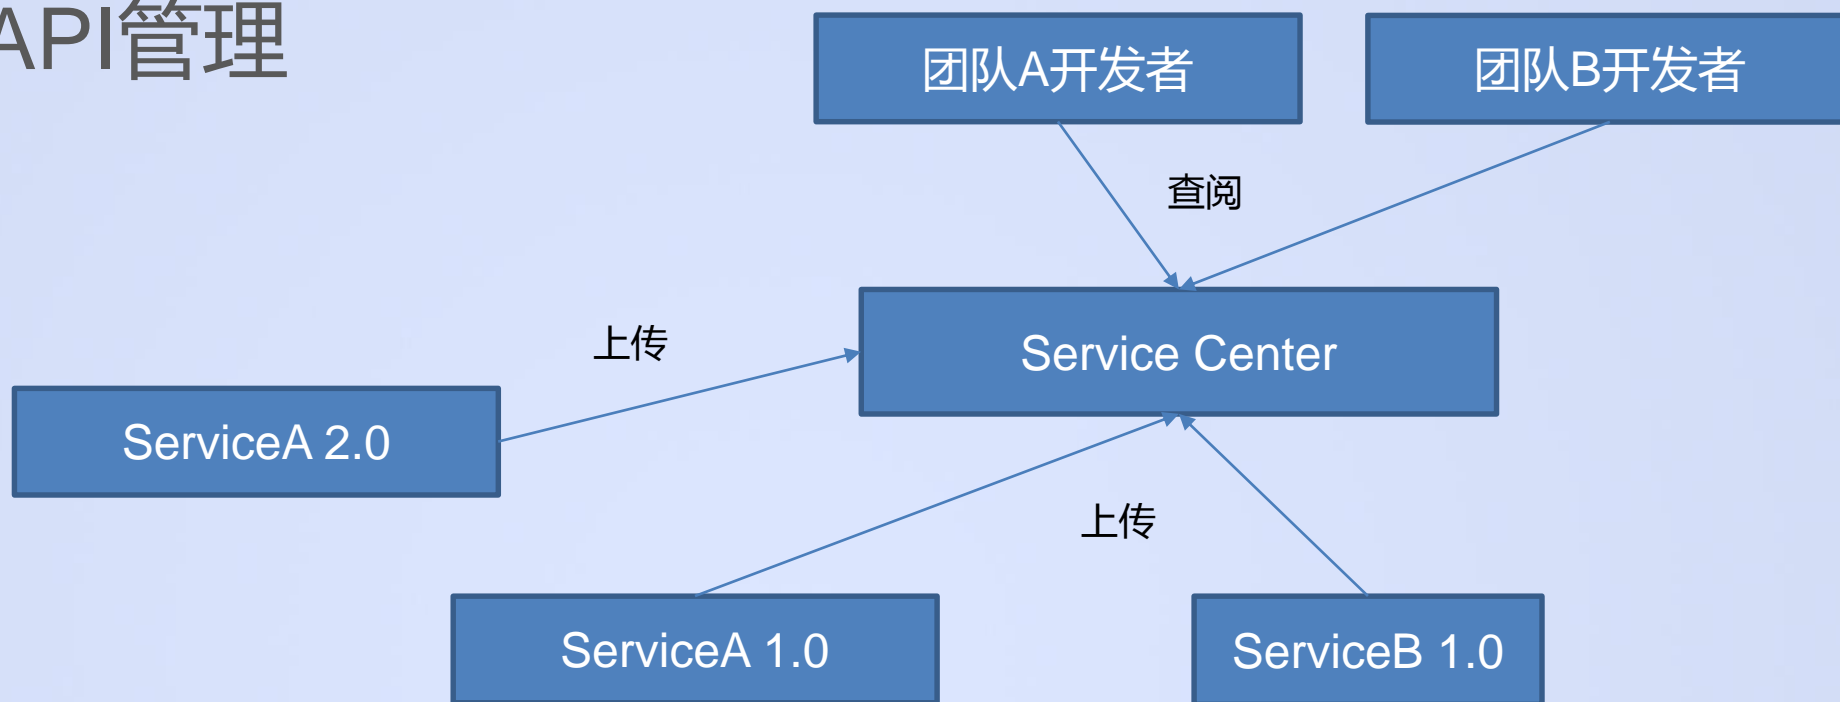 API管理
团队A开发者
团队B开发者
查阅
上传
Service Center
ServiceA 2.0
上传
ServiceA 1.0
ServiceB 1.0